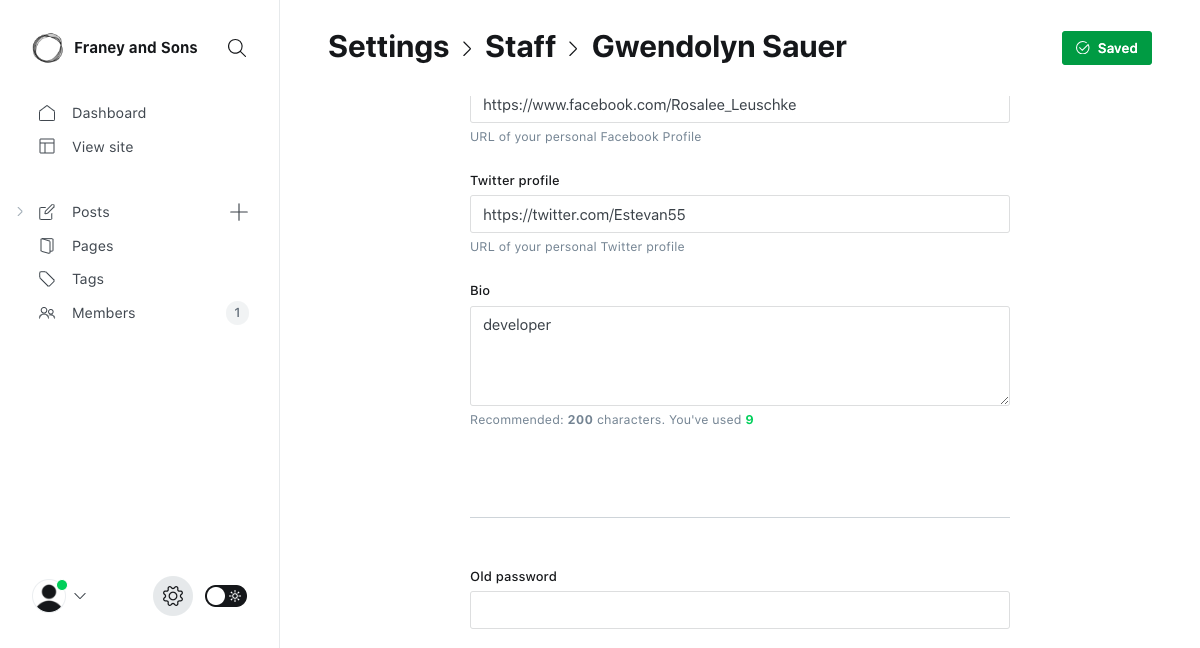 Franey and Sons
Settings > Staff > Gwendolyn Sauer
Saved
Dashboard
View site
Posts
Pages
Tags
Members 1
https://www.facebook.com/Rosalee_Leuschke
URL of your personal Facebook Profile
Twitter profile
https://twitter.com/Estevan55
URL of your personal Twitter profile
Bio
developer
Recommended: 200 characters. You've used 9
Old password